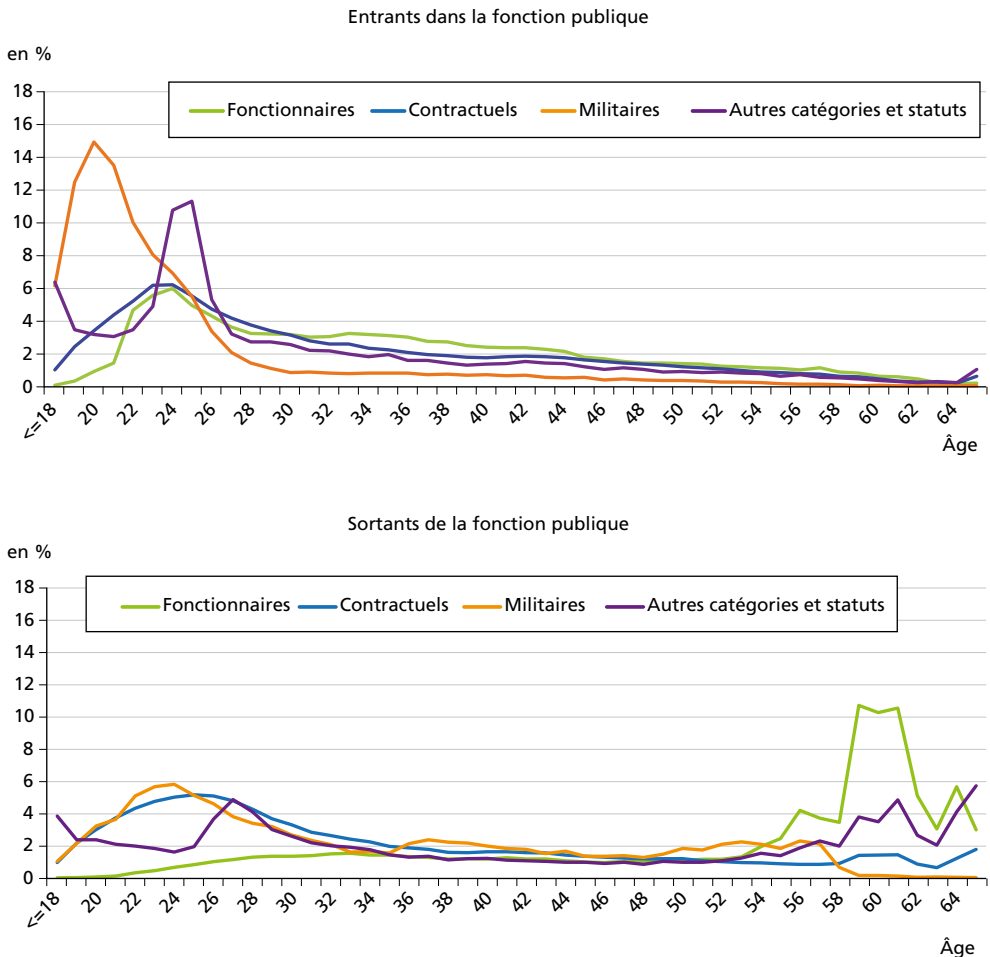 Entrants dans la fonction publique
en %
Fonctionnaires Contractuels Militaires Autres catégories et statuts
18
16
14
12
10
8
6
4
2
0
<=18 20 22 24 26 28 30 32 34 36 38 40 42 44 46 48 50 52 54 56 58 60 62 64
Âge
Sortants de la fonction publique
en %
Fonctionnaires Contractuels Militaires Autres catégories et statuts
18
16
14
12
10
8
6
4
2
0
<=18 20 22 24 26 28 30 32 34 36 38 40 42 44 46 48 50 52 54 56 58 60 62 64
Âge